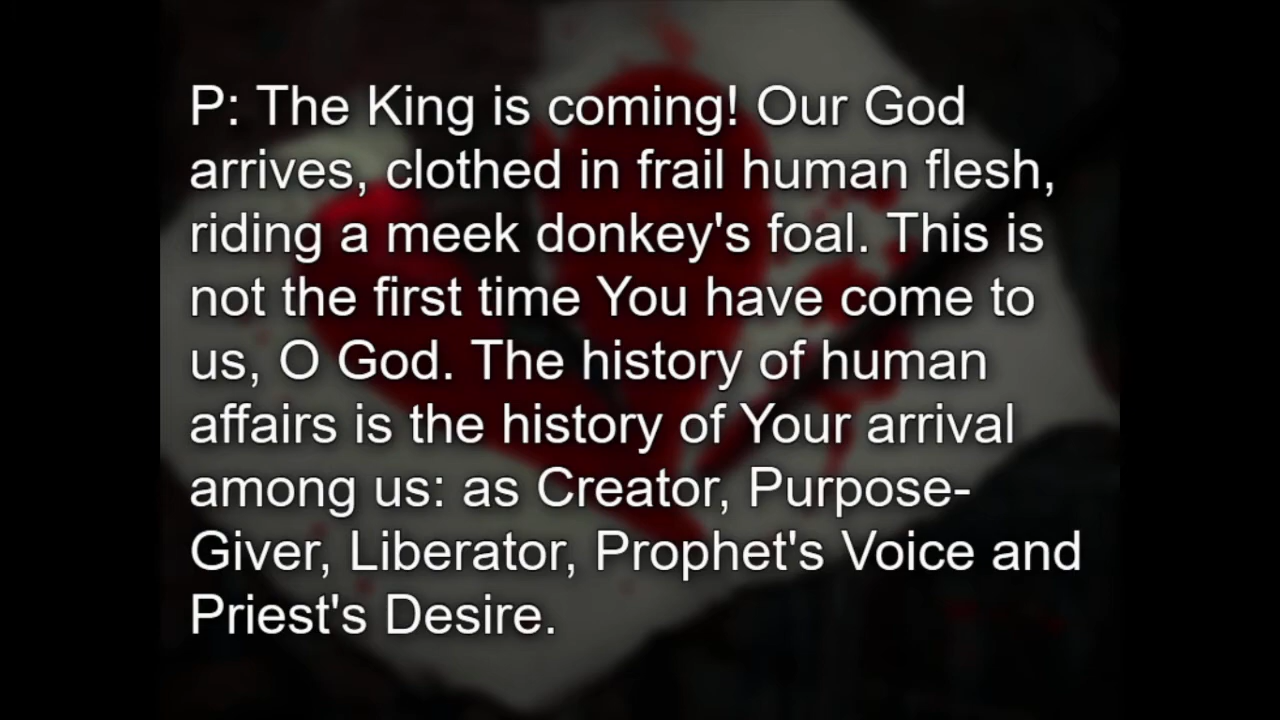 P: The King is coming! Our God
arrives, clothed in frail human flesh,
riding a meek donkey's foal. This is
not the first time You have come to
us, O God. The history of human
affairs is the history of Your arrival
among us: as Creator, Purpose-
Giver, Liberator, Prophet's Voice and
Priest's Desire.